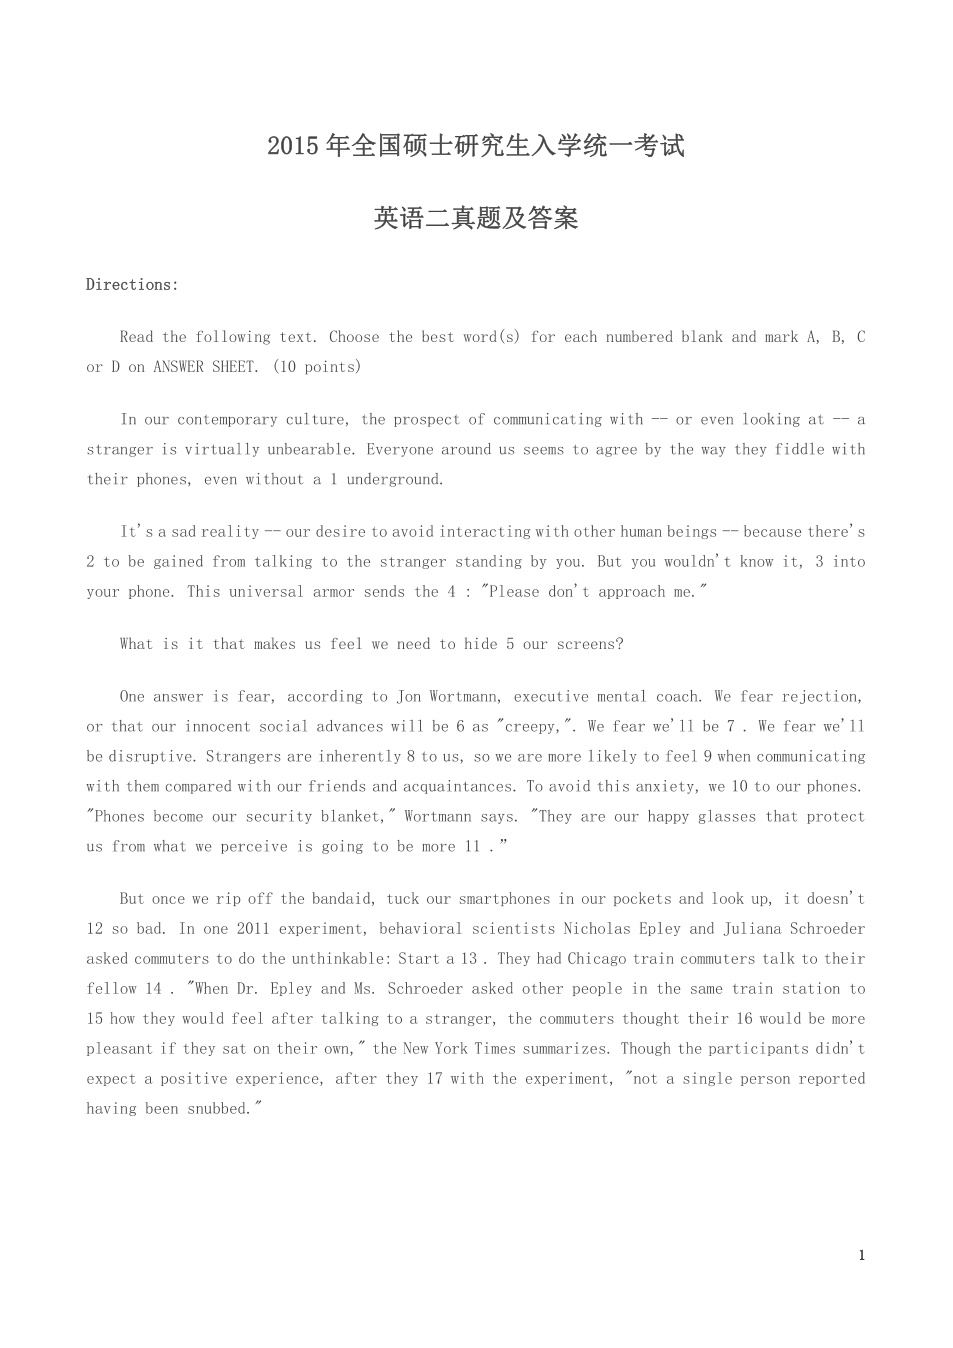 2015 年全国硕士研究生入学统一考试
英语二真题及答案
Directions:
Read the following text. Choose the best word(s) for each numbered blank and mark A, B, C
or D on ANSWER SHEET. (10 points)
In our contemporary culture, the prospect of communicating with -- or even looking at -- a
stranger is virtually unbearable. Everyone around us seems to agree by the way they fiddle with
their phones, even without a 1 underground.
It's a sad reality -- our desire to avoid interacting with other human beings -- because there's
2 to be gained from talking to the stranger standing by you. But you wouldn't know it, 3 into
your phone. This universal armor sends the 4 : "Please don't approach me."
What is it that makes us feel we need to hide 5 our screens?
One answer is fear, according to Jon Wortmann, executive mental coach. We fear rejection,
or that our innocent social advances will be 6 as "creepy,". We fear we'll be 7 . We fear we'll
be disruptive. Strangers are inherently 8 to us, so we are more likely to feel 9 when communicating
with them compared with our friends and acquaintances. To avoid this anxiety, we 10 to our phones.
"Phones become our security blanket," Wortmann says. "They are our happy glasses that protect
us from what we perceive is going to be more 11 .”
But once we rip off the bandaid, tuck our smartphones in our pockets and look up, it doesn't
12 so bad. In one 2011 experiment, behavioral scientists Nicholas Epley and Juliana Schroeder
asked commuters to do the unthinkable: Start a 13 . They had Chicago train commuters talk to their
fellow 14 . "When Dr. Epley and Ms. Schroeder asked other people in the same train station to
15 how they would feel after talking to a stranger, the commuters thought their 16 would be more
pleasant if they sat on their own," the New York Times summarizes. Though the participants didn't
expect a positive experience, after they 17 with the experiment, "not a single person reported
having been snubbed."
1